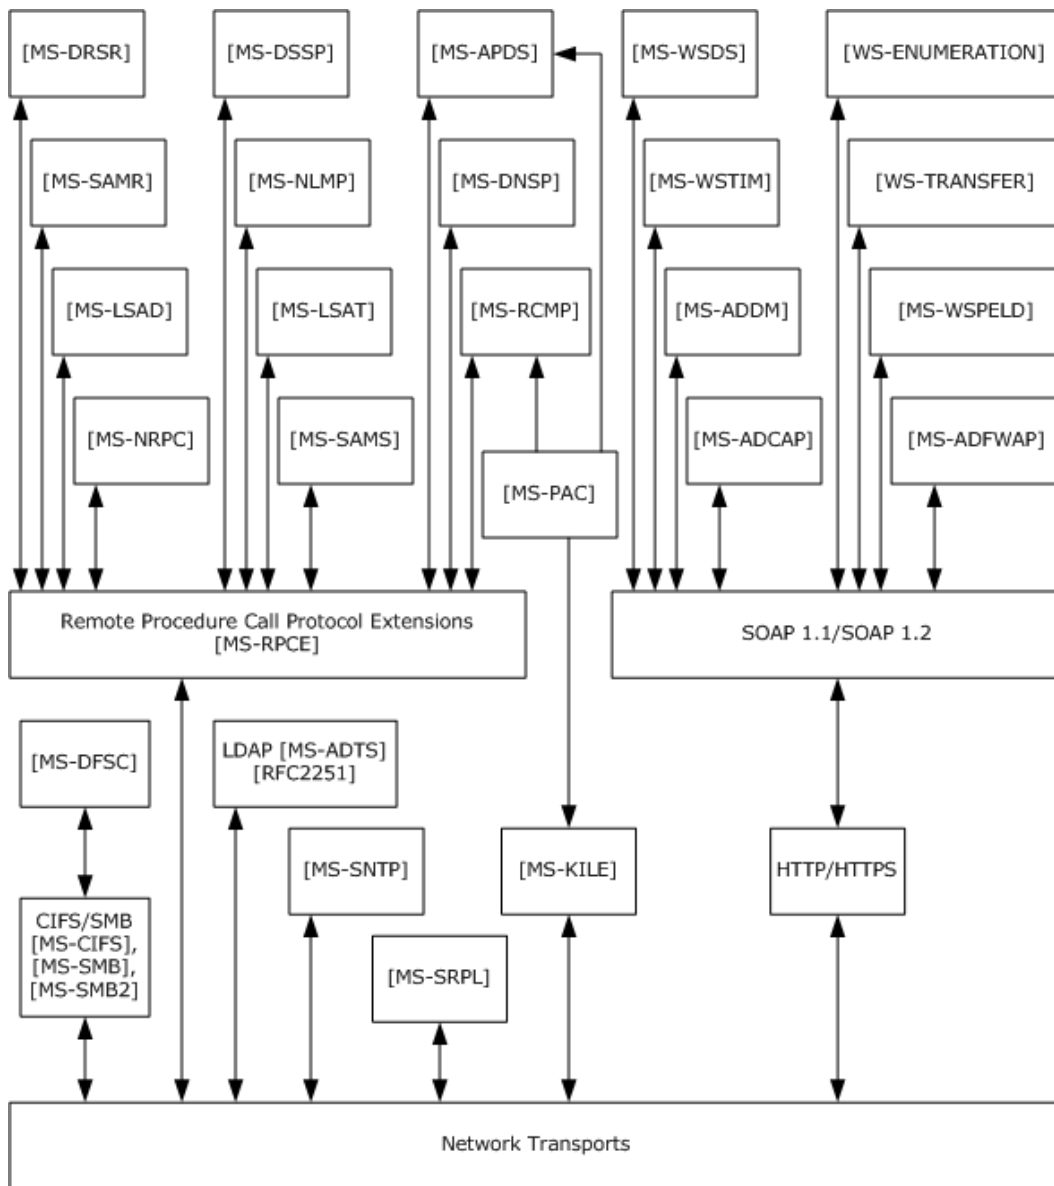 [MS-DRSR]
[MS-DSSP]
[MS-APDS]
[MS-WSDS]
[WS-ENUMERATION]
[MS-SAMR]
[MS-NLMP]
[MS-DNSP]
[MS-WSTIM]
[WS-TRANSFER]
[MS-LSAD]
[MS-LSAT]
[MS-RCMP]
[MS-ADDM]
[MS-WSPELD]
[MS-NRPC]
[MS-SAMS]
[MS-PAC]
[MS-ADCAP]
[MS-ADFWAP]
Remote Procedure Call Protocol Extensions
[MS-RPCE]
SOAP 1.1/SOAP 1.2
[MS-DFSC]
LDAP [MS-ADTS]
[RFC2251]
[MS-SNTP]
[MS-KILE]
HTTP/HTTPS
CIFS/SMB
[MS-CIFS],
[MS-SMB],
[MS-SMB2]
[MS-SRPL]
Network Transports